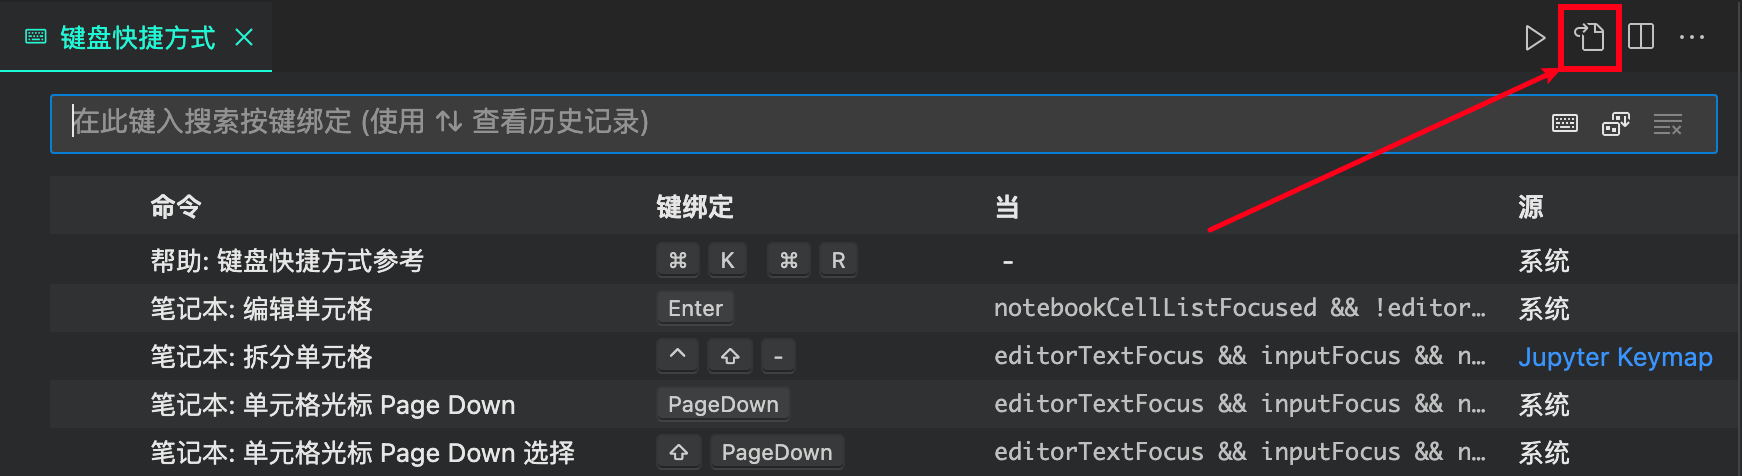 键盘快捷方式
在此键入搜索按键绑定 (使用 ⇅ 查看历史记录)
命令 键绑定 当 源
帮助: 键盘快捷方式参考 ⌘ K ⌘ R - 系统
笔记本: 编辑单元格 Enter notebookCellListFocused && !editor… 系统
笔记本: 拆分单元格 ^ ⇧ - editorTextFocus && inputFocus && n… Jupyter Keymap
笔记本: 单元格光标 Page Down PageDown editorTextFocus && inputFocus && n… 系统
笔记本: 单元格光标 Page Down 选择 ⇧ PageDown editorTextFocus && inputFocus && n… 系统